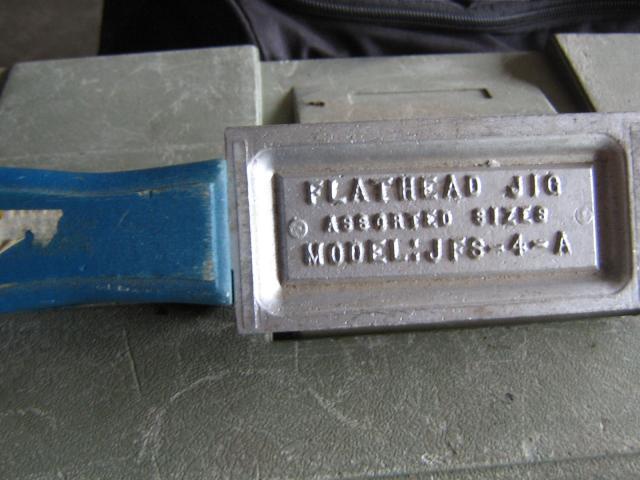 FLATHEAD JIG
ASSORTED SIZES
MODEL:JFS-4-A